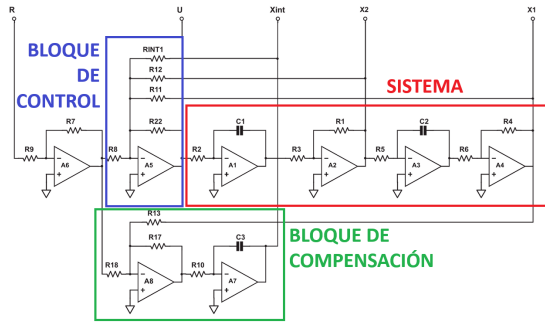 R
U
Xint
X2
X1
BLOQUE
DE
CONTROL
RINT1
R12
R11
R22
SISTEMA
R7
C1
R1
C2
R4
R9
R8
R2
R3
R5
R6
A6
A5
A1
A2
A3
A4
R13
R17
C3
R18
R10
A8
A7
BLOQUE DE
COMPENSACIÓN